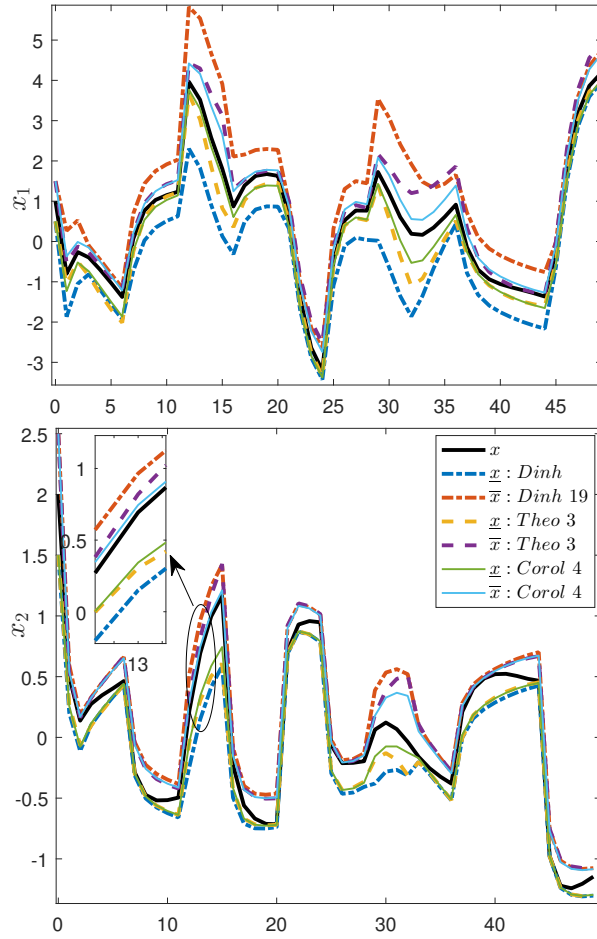 5
4
3
2
1
0
-1
-2
-3
x₁
0 5 10 15 20 25 30 35 40 45
2.5
2
1.5
1
0.5
0
-0.5
-1
x₂
1
0.5
0
13
x
x̲ : Dinh
x̅ : Dinh 19
x̲ : Theo 3
x̅ : Theo 3
x̲ : Corol 4
x̅ : Corol 4
0 10 20 30 40